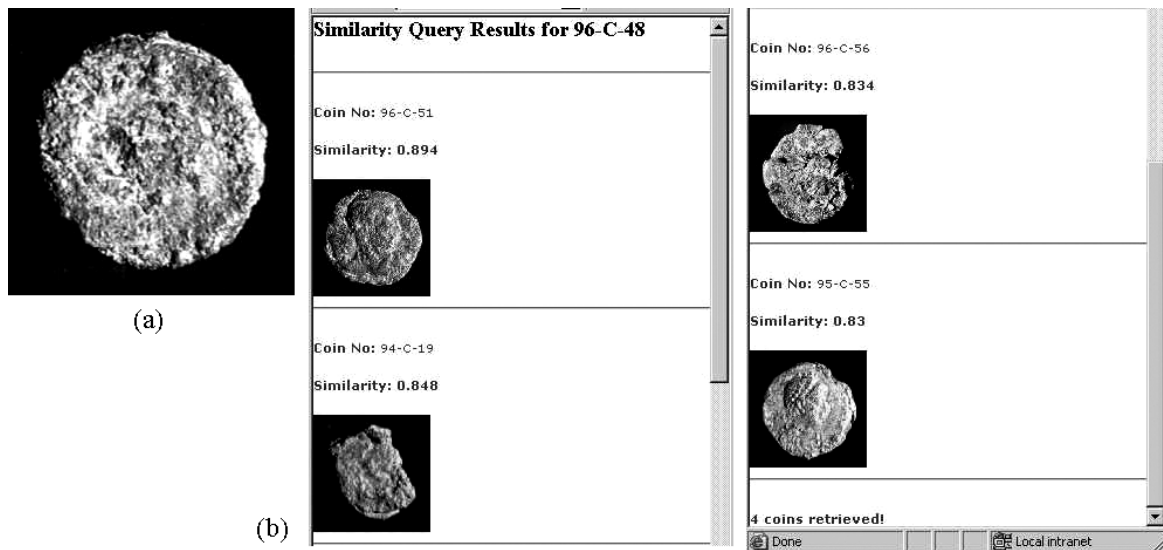 (a)
Similarity Query Results for 96-C-48
Coin No: 96-C-51
Similarity: 0.894
Coin No: 94-C-19
Similarity: 0.848
(b)
Coin No: 96-C-56
Similarity: 0.834
Coin No: 95-C-55
Similarity: 0.83
4 coins retrieved!
Done
Local intranet